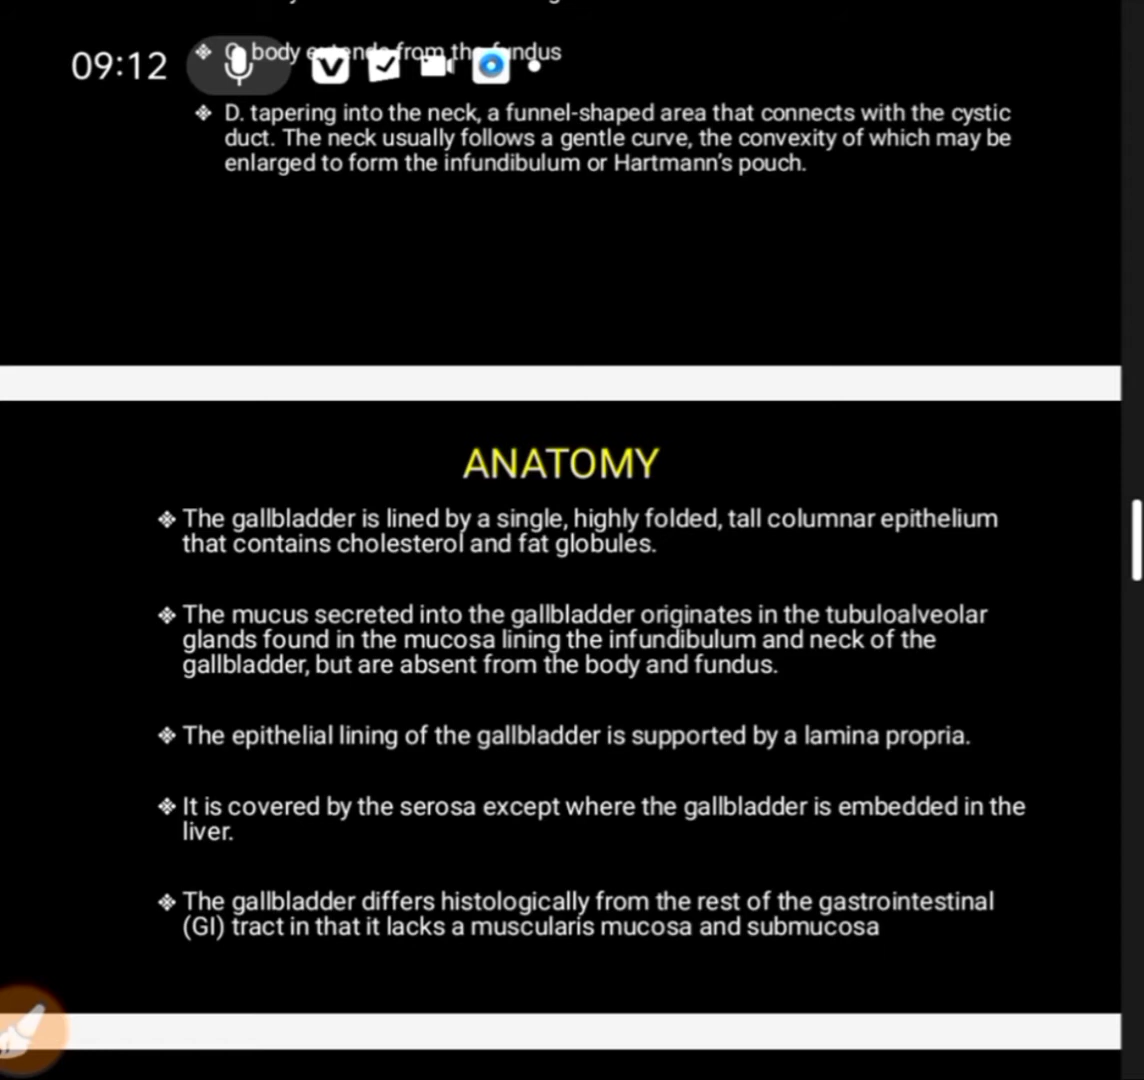 09:12
❖ body extends from the fundus
❖ D. tapering into the neck, a funnel-shaped area that connects with the cystic
duct. The neck usually follows a gentle curve, the convexity of which may be
enlarged to form the infundibulum or Hartmann's pouch.
ANATOMY
❖ The gallbladder is lined by a single, highly folded, tall columnar epithelium
that contains cholesterol and fat globules.
❖ The mucus secreted into the gallbladder originates in the tubuloalveolar
glands found in the mucosa lining the infundibulum and neck of the
gallbladder, but are absent from the body and fundus.
❖ The epithelial lining of the gallbladder is supported by a lamina propria.
❖ It is covered by the serosa except where the gallbladder is embedded in the
liver.
❖ The gallbladder differs histologically from the rest of the gastrointestinal
(GI) tract in that it lacks a muscularis mucosa and submucosa